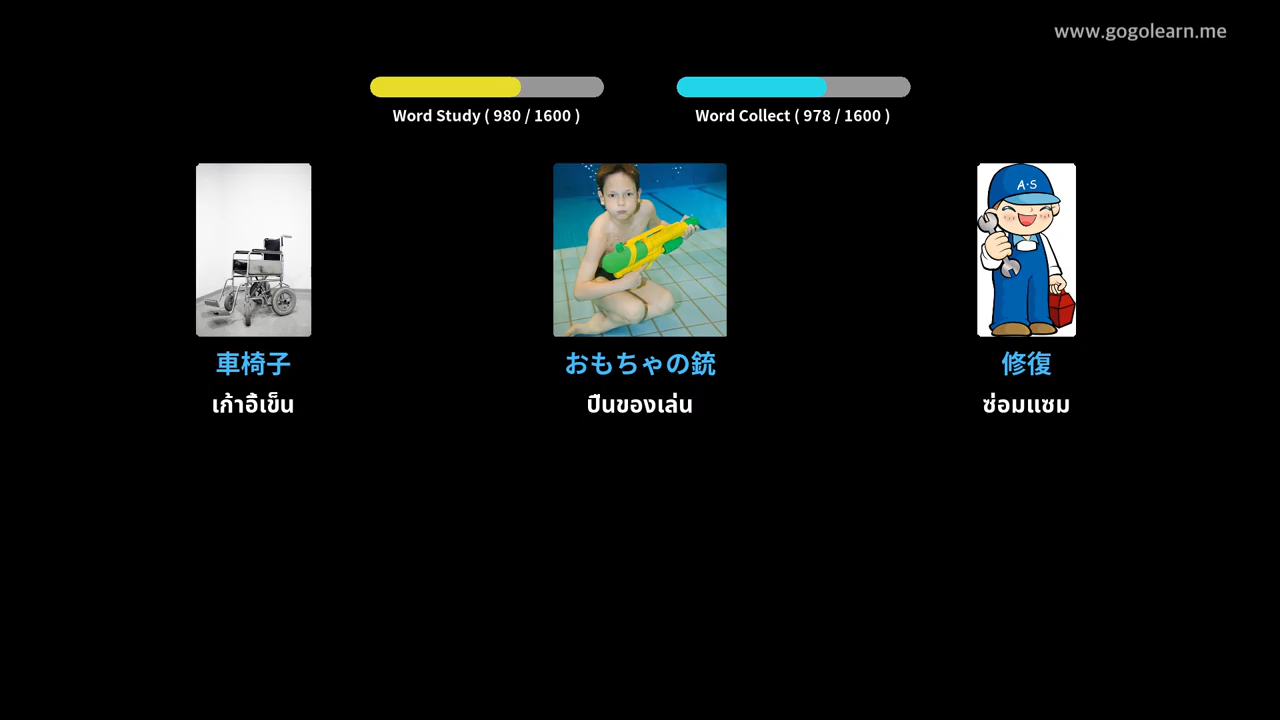 www.gogolearn.me
Word Study ( 980 / 1600 )
Word Collect ( 978 / 1600 )
A·S
車椅子
おもちゃの銃
修復
เก้าอี้เข็น
ปืนของเล่น
ซ่อมแซม